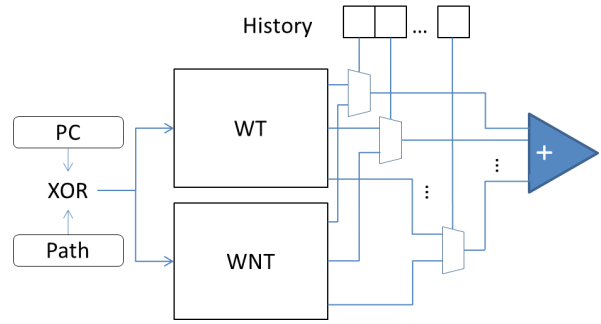 History
...
WT
PC
+
XOR
...
...
Path
WNT